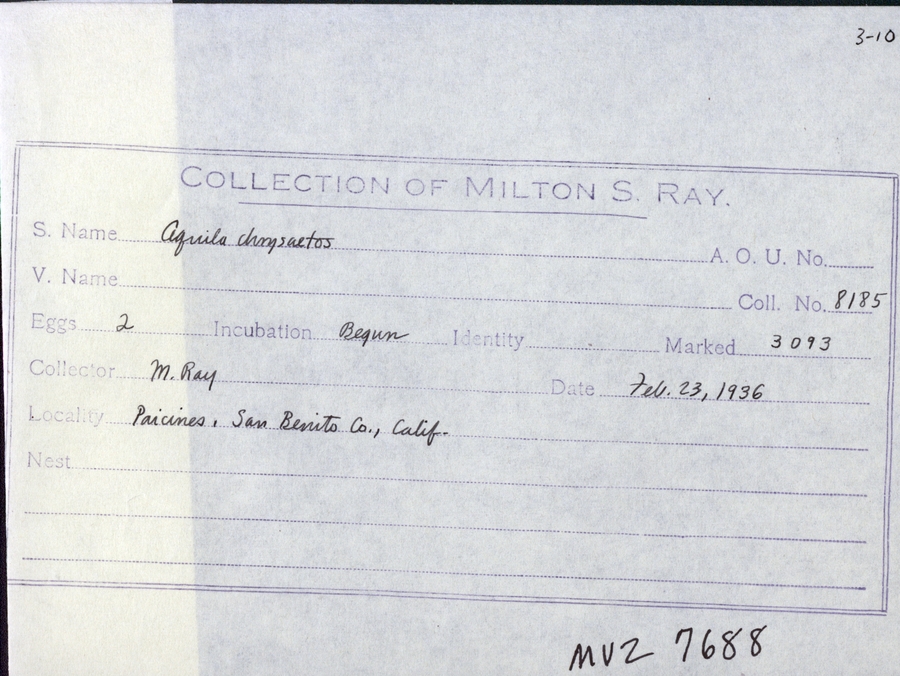 3-10
COLLECTION OF MILTON S. RAY.
S. Name Aquila chrysaetos A. O. U. No.
V. Name Coll. No. 8185
Eggs 2 Incubation Begun Identity Marked 3093
Collector M. Ray Date Feb. 23, 1936
Locality Paicines, San Benito Co., Calif.
Nest
MVZ 7688